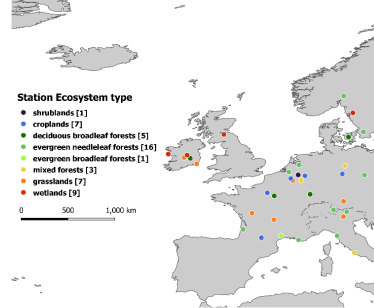 Station Ecosystem type
shrublands [1]
croplands [7]
deciduous broadleaf forests [5]
evergreen needleleaf forests [16]
evergreen broadleaf forests [1]
mixed forests [3]
grasslands [7]
wetlands [9]
0 500 1,000 km